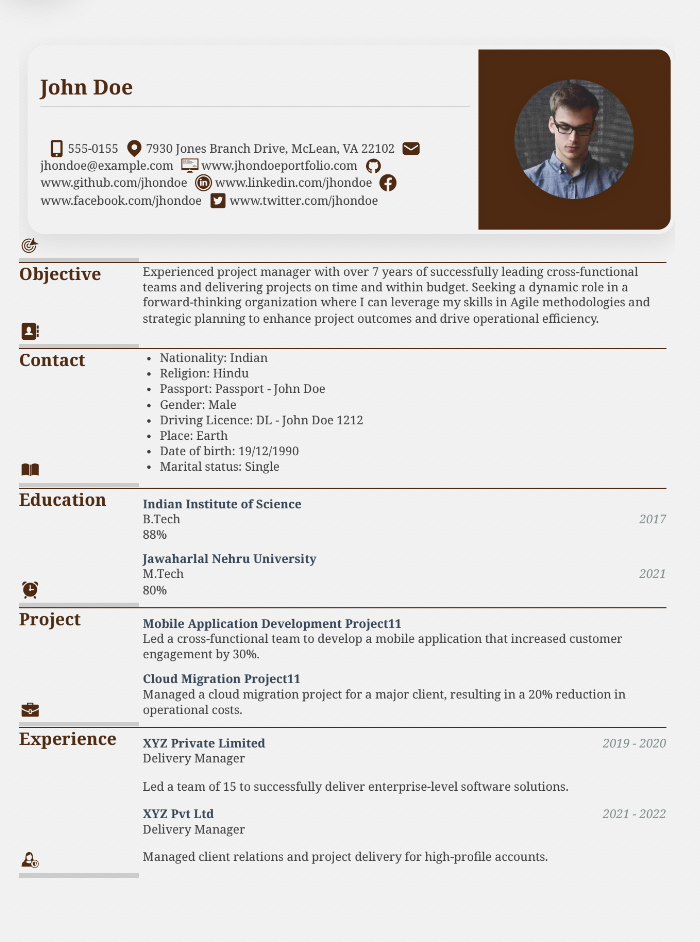 John Doe
555-0155 7930 Jones Branch Drive, McLean, VA 22102
jhondoe@example.com www.jhondoeportfolio.com
www.github.com/jhondoe www.linkedin.com/jhondoe
www.facebook.com/jhondoe www.twitter.com/jhondoe
Objective
Experienced project manager with over 7 years of successfully leading cross-functional
teams and delivering projects on time and within budget. Seeking a dynamic role in a
forward-thinking organization where I can leverage my skills in Agile methodologies and
strategic planning to enhance project outcomes and drive operational efficiency.
Contact
• Nationality: Indian
• Religion: Hindu
• Passport: Passport - John Doe
• Gender: Male
• Driving Licence: DL - John Doe 1212
• Place: Earth
• Date of birth: 19/12/1990
• Marital status: Single
Education
Indian Institute of Science
B.Tech 2017
88%
Jawaharlal Nehru University
M.Tech 2021
80%
Project
Mobile Application Development Project11
Led a cross-functional team to develop a mobile application that increased customer
engagement by 30%.
Cloud Migration Project11
Managed a cloud migration project for a major client, resulting in a 20% reduction in
operational costs.
Experience
XYZ Private Limited 2019 - 2020
Delivery Manager
Led a team of 15 to successfully deliver enterprise-level software solutions.
XYZ Pvt Ltd 2021 - 2022
Delivery Manager
Managed client relations and project delivery for high-profile accounts.